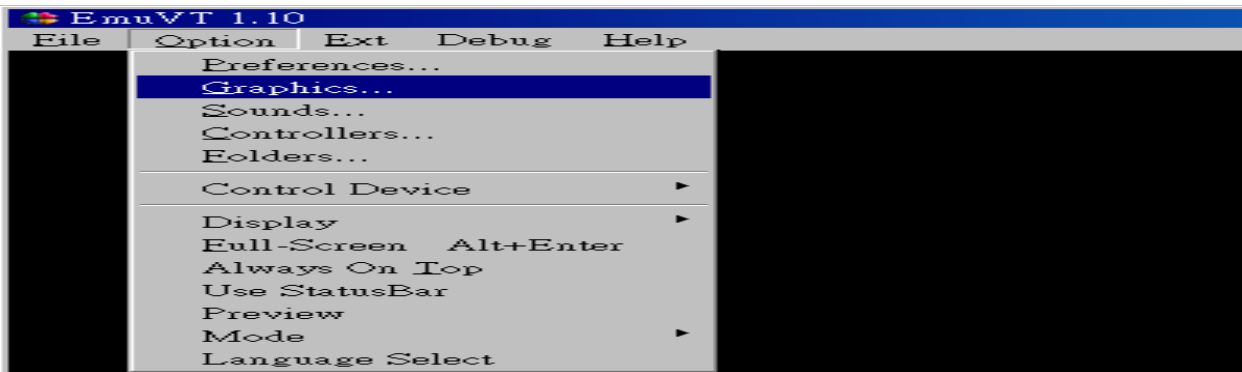 EmuVT 1.10
File Option Ext Debug Help
Preferences...
Graphics...
Sounds...
Controllers...
Folders...
Control Device
Display
Full-Screen Alt+Enter
Always On Top
Use StatusBar
Preview
Mode
Language Select